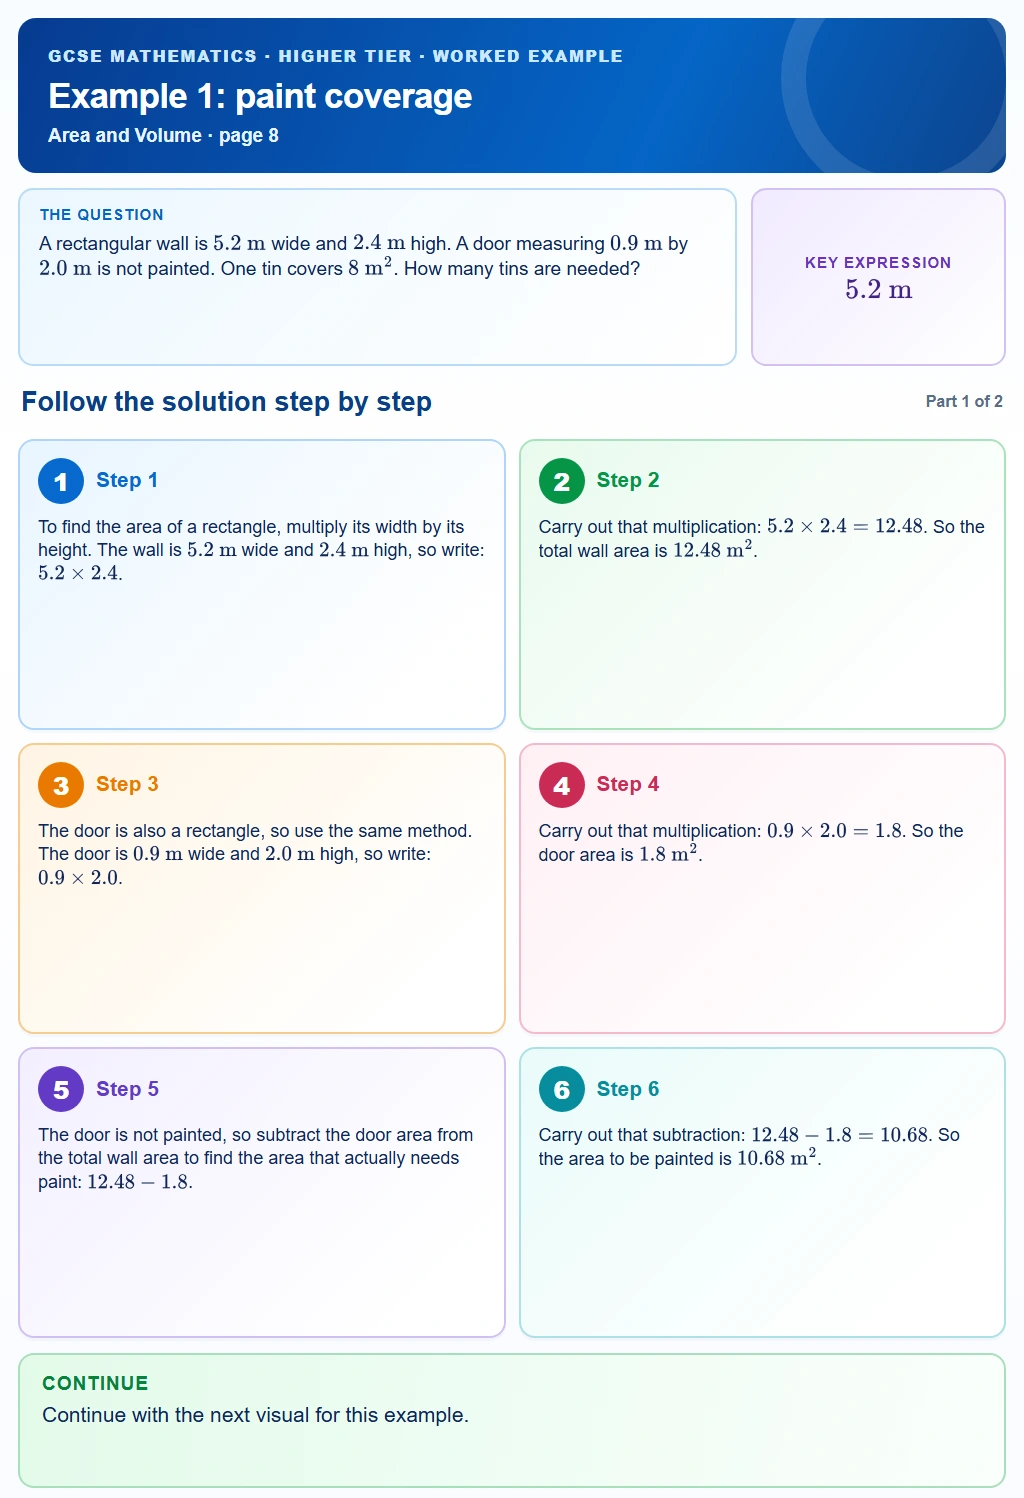 GCSE MATHEMATICS · HIGHER TIER · WORKED EXAMPLE
Example 1: paint coverage
Area and Volume · page 8
THE QUESTION
A rectangular wall is 5.2 m wide and 2.4 m high. A door measuring 0.9 m by
2.0 m is not painted. One tin covers 8 m². How many tins are needed?
KEY EXPRESSION
5.2 m
Follow the solution step by step
Part 1 of 2
1 Step 1
To find the area of a rectangle, multiply its width by its
height. The wall is 5.2 m wide and 2.4 m high, so write:
5.2 × 2.4.
2 Step 2
Carry out that multiplication: 5.2 × 2.4 = 12.48. So the
total wall area is 12.48 m².
3 Step 3
The door is also a rectangle, so use the same method.
The door is 0.9 m wide and 2.0 m high, so write:
0.9 × 2.0.
4 Step 4
Carry out that multiplication: 0.9 × 2.0 = 1.8. So the
door area is 1.8 m².
5 Step 5
The door is not painted, so subtract the door area from
the total wall area to find the area that actually needs
paint: 12.48 − 1.8.
6 Step 6
Carry out that subtraction: 12.48 − 1.8 = 10.68. So
the area to be painted is 10.68 m².
CONTINUE
Continue with the next visual for this example.